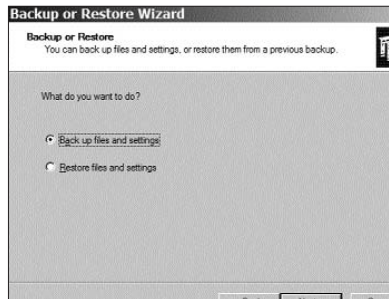 Backup or Restore Wizard
Backup or Restore
You can back up files and settings, or restore them from a previous backup.
What do you want to do?
Back up files and settings
Restore files and settings